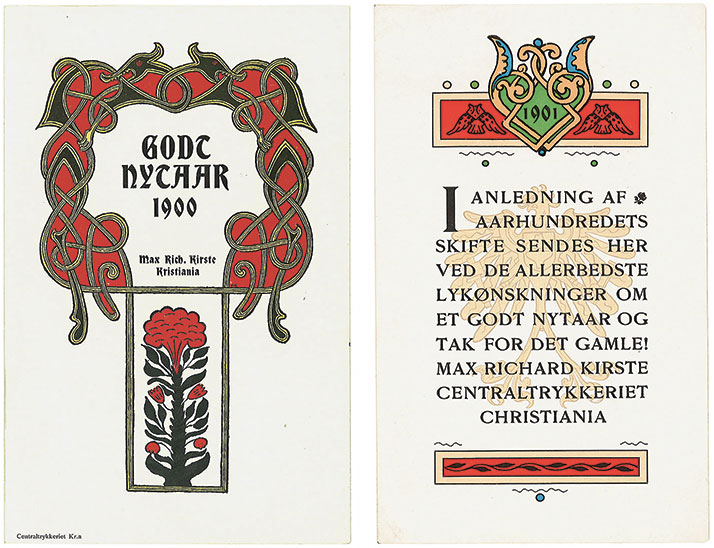 GODT
NYTAAR
1900
Max Rich. Kirste
Kristiania
Centraltrykkeriet Kr.a
1901
I ANLEDNING AF
AARHUNDREDETS
SKIFTE SENDES HER
VED DE ALLERBEDSTE
LYKØNSKNINGER OM
ET GODT NYTAAR OG
TAK FOR DET GAMLE!
MAX RICHARD KIRSTE
CENTRALTRYKKERIET
CHRISTIANIA